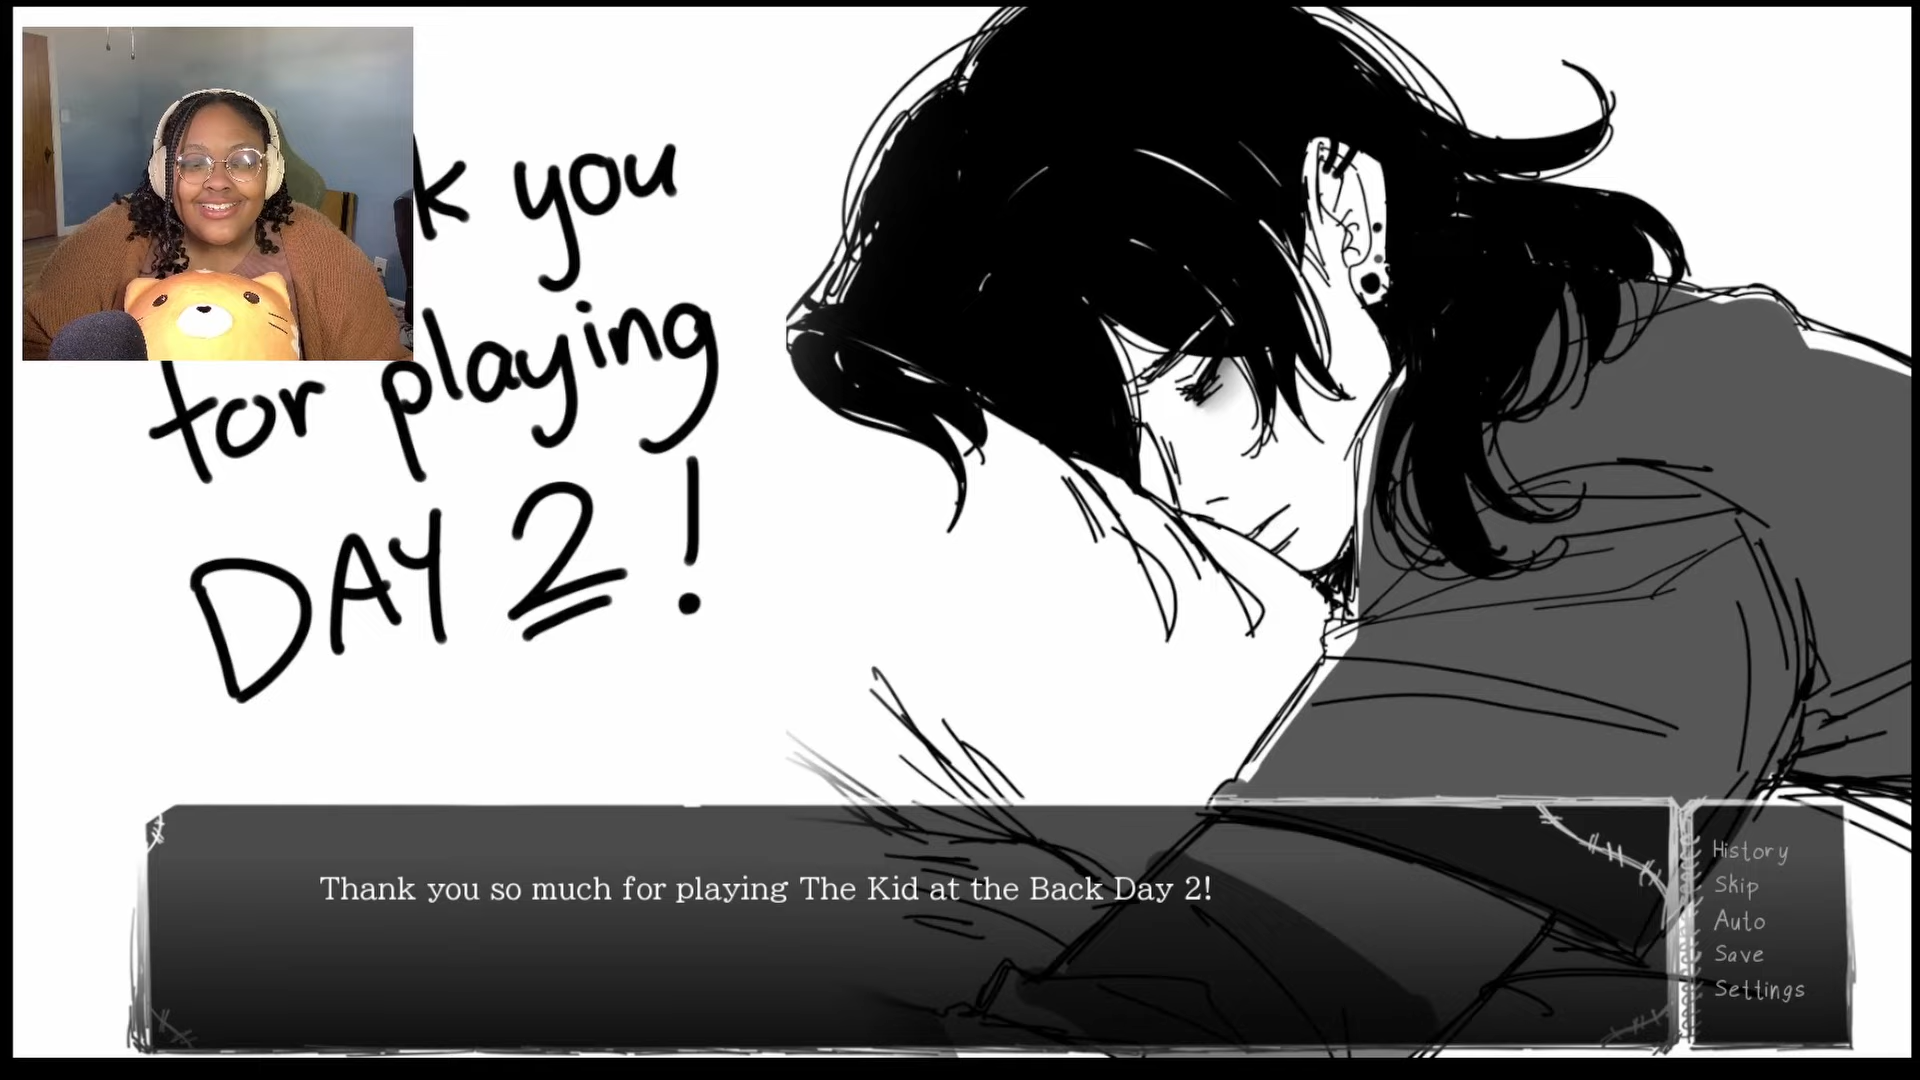 k you
for playing
DAY 2!
Thank you so much for playing The Kid at the Back Day 2!
History
Skip
Auto
Save
Settings